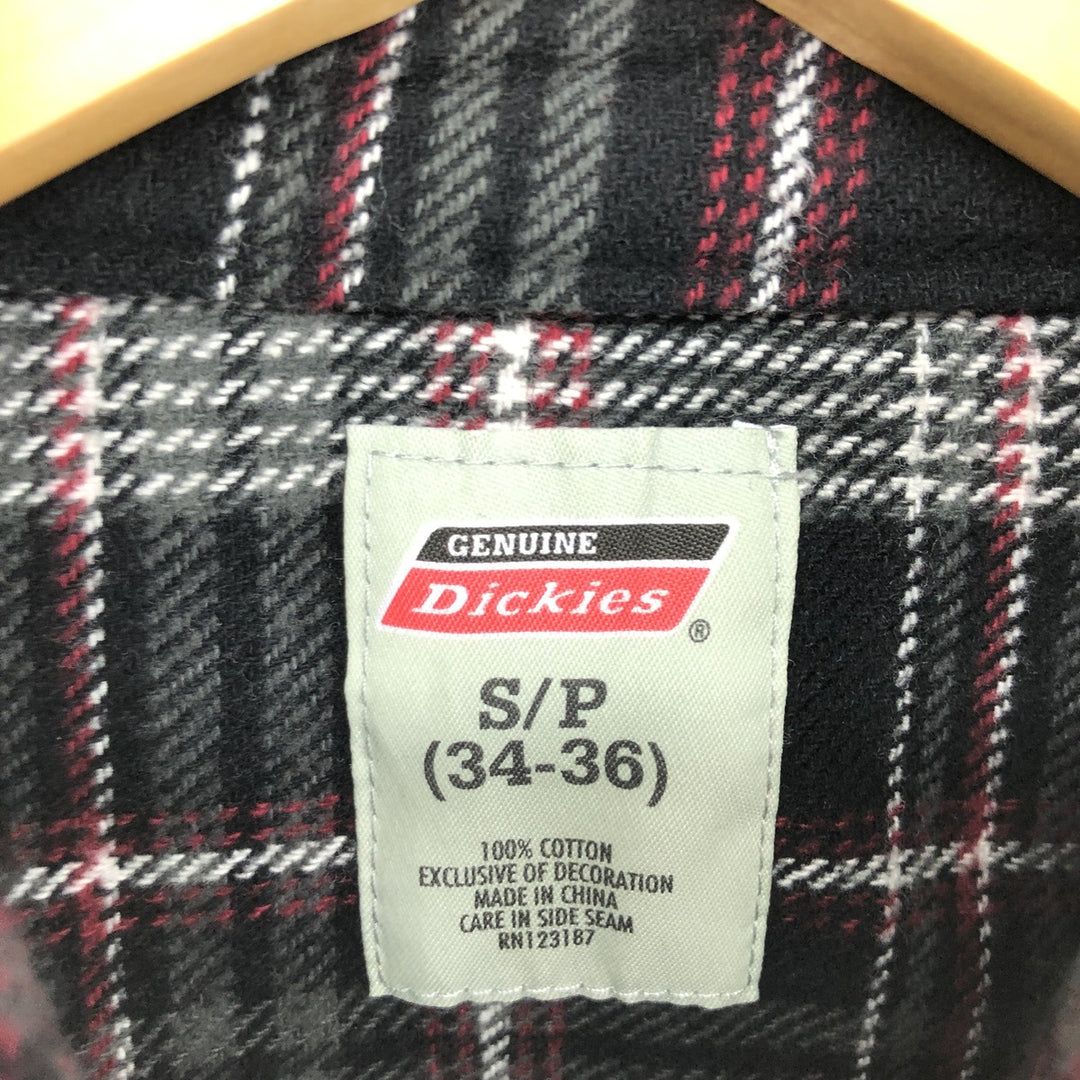 GENUINE
Dickies
®
S/P
(34-36)
100% COTTON
EXCLUSIVE OF DECORATION
MADE IN CHINA
CARE IN SIDE SEAM
RN123187